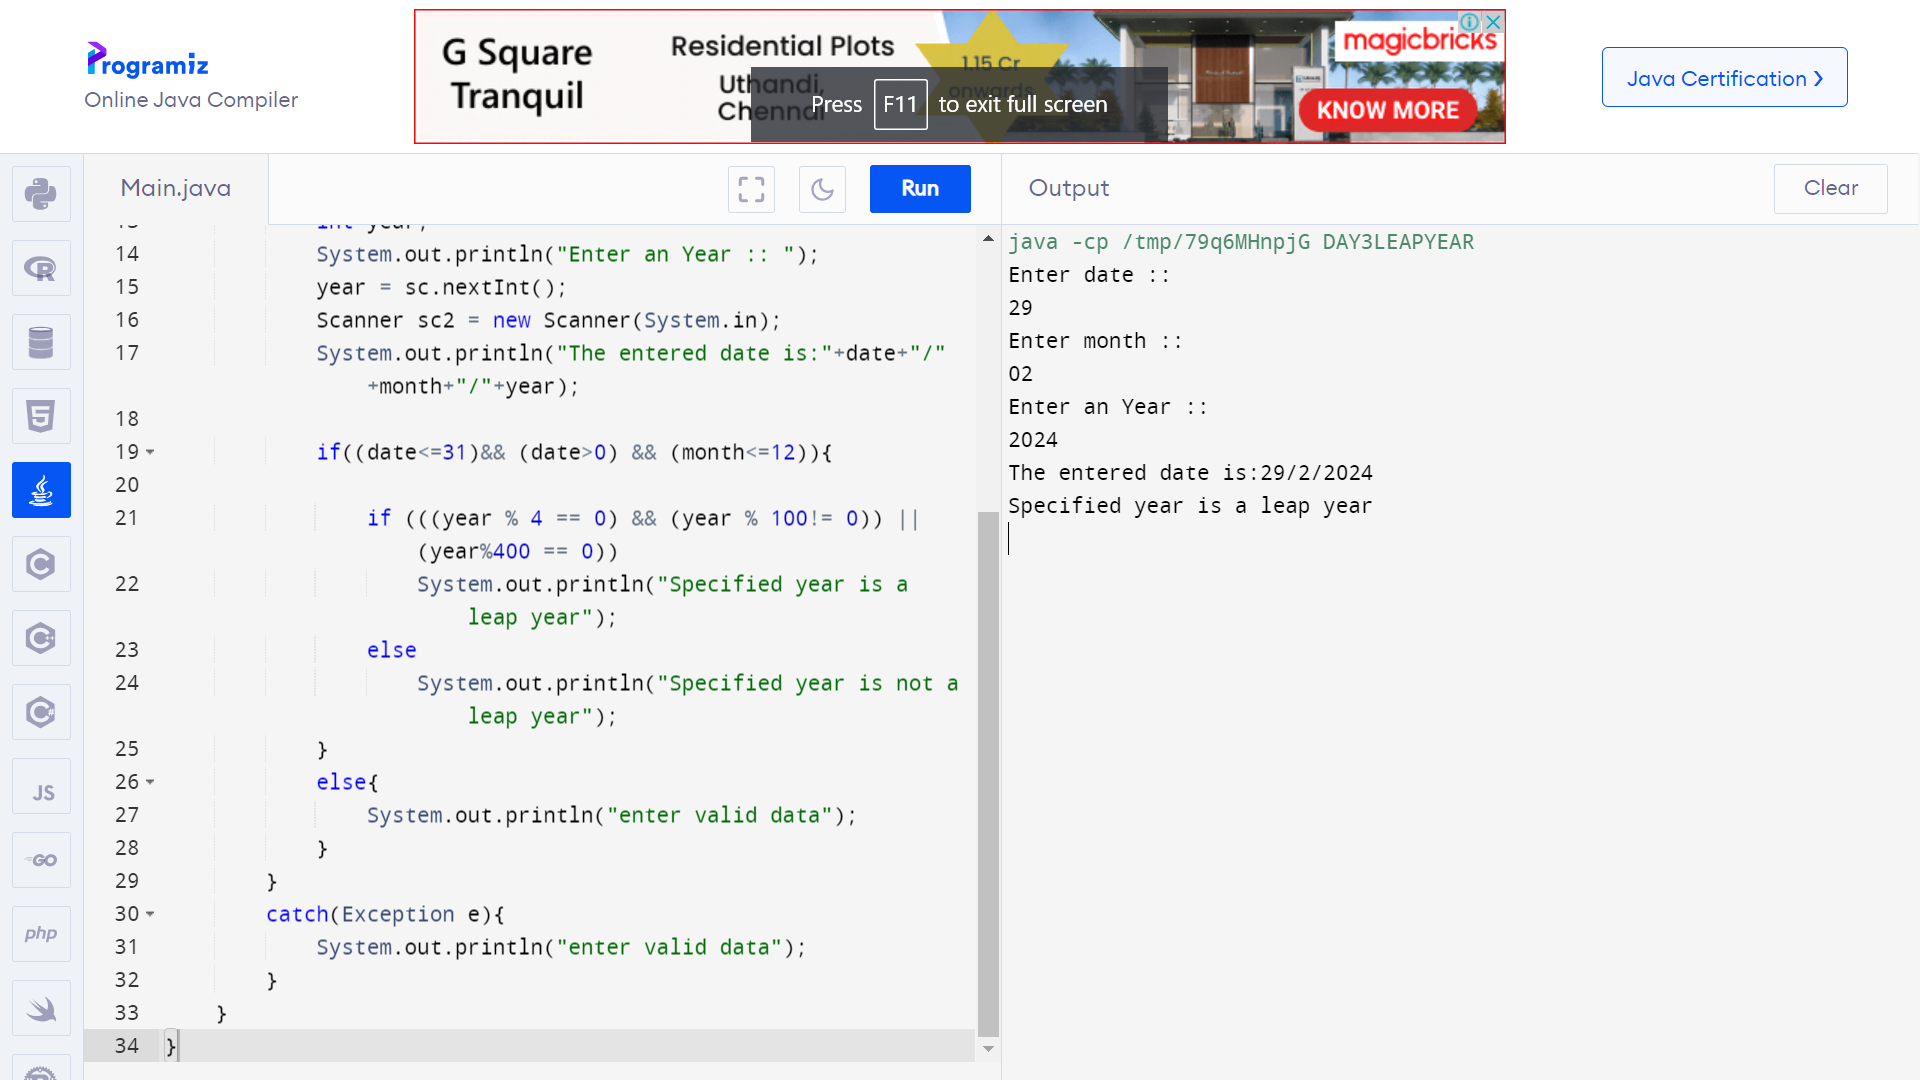 Programiz
Online Java Compiler
G Square
Tranquil
Residential Plots
Uthandi,
Chennai
1.15 Cr
onwards
magicbricks
KNOW MORE
Press F11 to exit full screen
Java Certification ›
Main.java
Run
Output
Clear
int year;
14 System.out.println("Enter an Year :: ");
15 year = sc.nextInt();
16 Scanner sc2 = new Scanner(System.in);
17 System.out.println("The entered date is:"+date+"/"
+month+"/"+year);
18
19 if((date<=31)&& (date>0) && (month<=12)){
20
21 if (((year % 4 == 0) && (year % 100!= 0)) ||
(year%400 == 0))
22 System.out.println("Specified year is a
leap year");
23 else
24 System.out.println("Specified year is not a
leap year");
25 }
26 else{
27 System.out.println("enter valid data");
28 }
29 }
30 catch(Exception e){
31 System.out.println("enter valid data");
32 }
33 }
34 }
java -cp /tmp/79q6MHnpjG DAY3LEAPYEAR
Enter date ::
29
Enter month ::
02
Enter an Year ::
2024
The entered date is:29/2/2024
Specified year is a leap year
R
5
C
C
C#
JS
GO
php